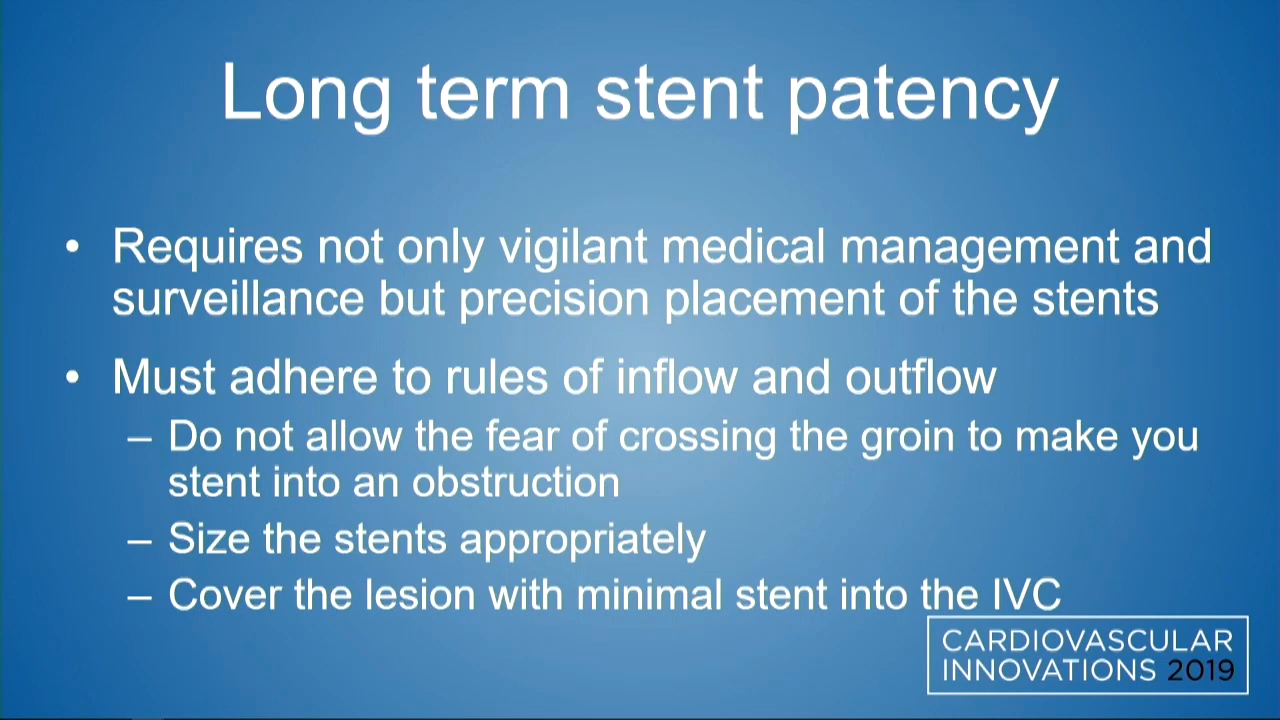 Long term stent patency
• Requires not only vigilant medical management and
surveillance but precision placement of the stents
• Must adhere to rules of inflow and outflow
– Do not allow the fear of crossing the groin to make you
stent into an obstruction
– Size the stents appropriately
– Cover the lesion with minimal stent into the IVC
CARDIOVASCULAR
INNOVATIONS 2019